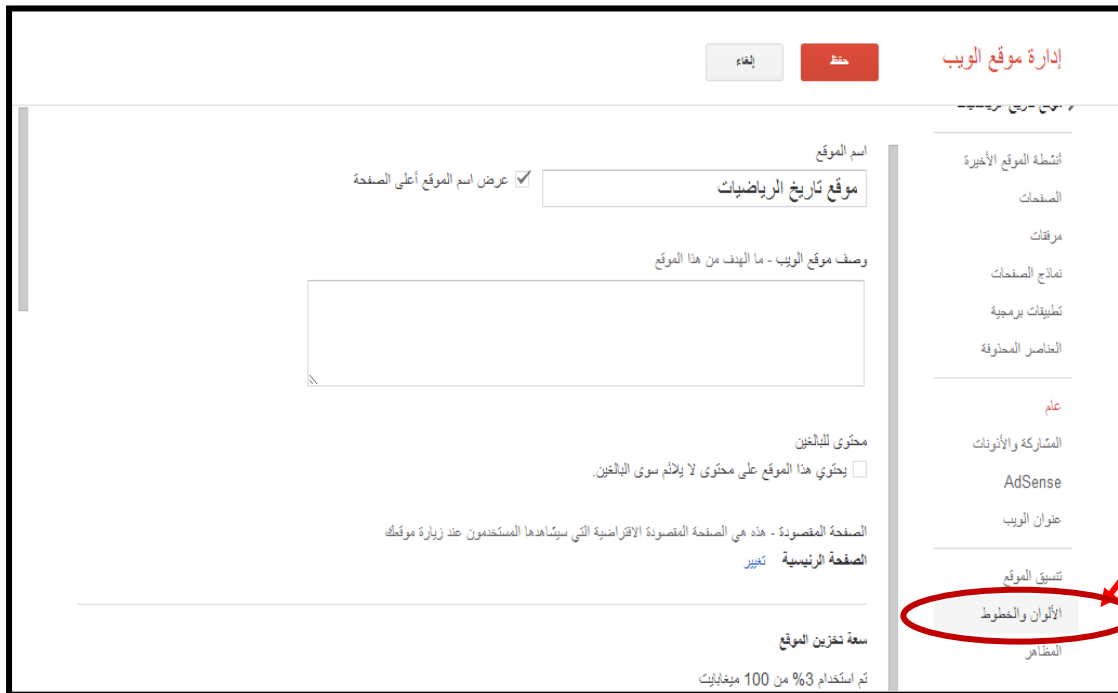 إدارة موقع الويب
حفظ
إلغاء
موقع تاريخ الرياضيات
أنشطة الموقع الأخيرة
الصفحات
مرفقات
نماذج الصفحات
تطبيقات برمجية
العناصر المحذوفة
عام
المشاركة والأذونات
AdSense
عنوان الويب
تنسيق الموقع
الألوان والخطوط
المظاهر
اسم الموقع
موقع تاريخ الرياضيات
عرض اسم الموقع أعلى الصفحة
وصف موقع الويب - ما الهدف من هذا الموقع
محتوى للبالغين
يحتوي هذا الموقع على محتوى لا يلائم سوى البالغين.
الصفحة المقصودة - هذه هي الصفحة المقصودة الافتراضية التي سيشاهدها المستخدمون عند زيارة موقعك
الصفحة الرئيسية تغيير
سعة تخزين الموقع
تم استخدام 3% من 100 ميغابايت